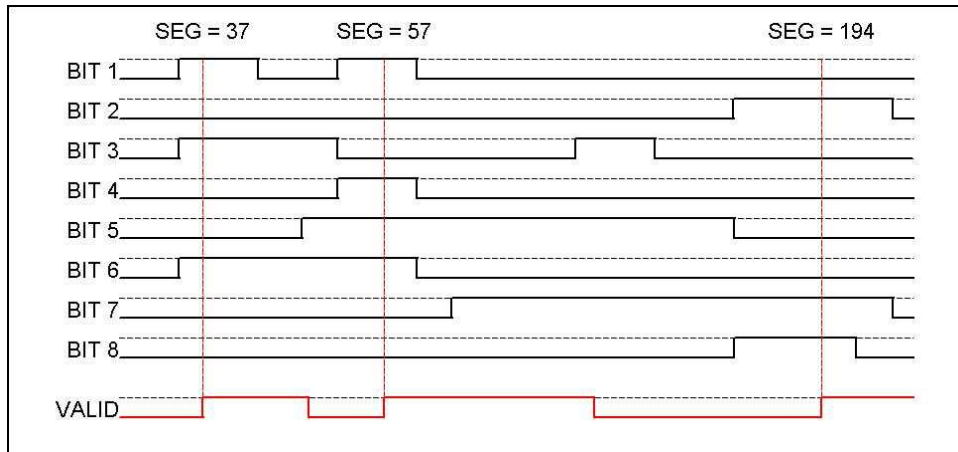 SEG = 37 SEG = 57 SEG = 194
BIT 1
BIT 2
BIT 3
BIT 4
BIT 5
BIT 6
BIT 7
BIT 8
VALID